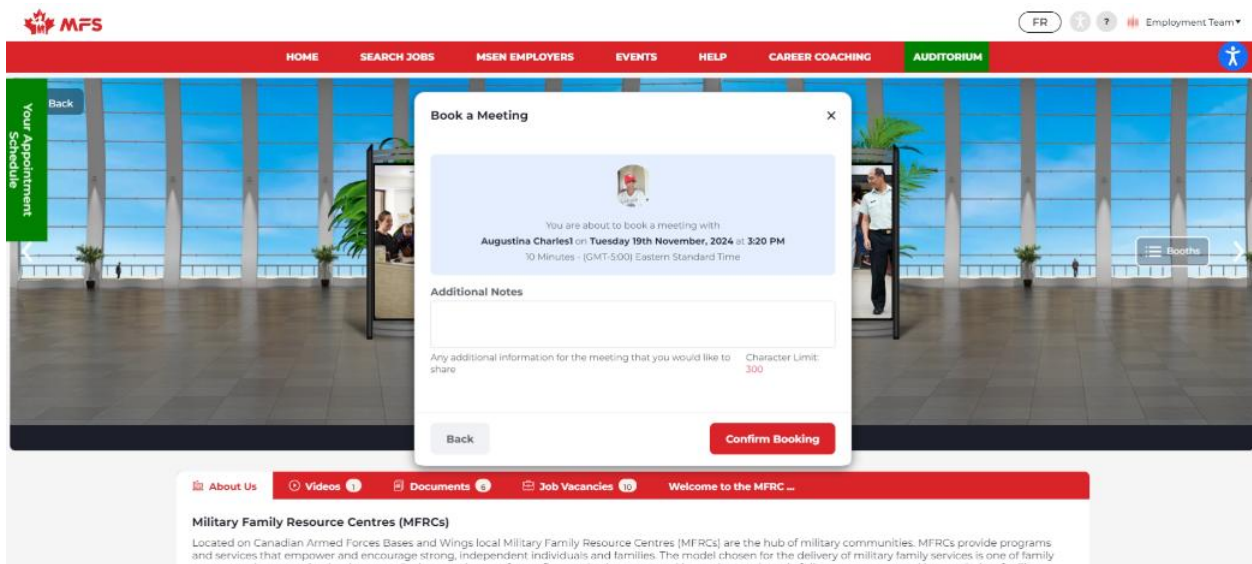 MFS
FR
?
Employment Team
HOME SEARCH JOBS MSEN EMPLOYERS EVENTS HELP CAREER COACHING AUDITORIUM
Back
Your Appointment
Schedule
Book a Meeting
×
You are about to book a meeting with
Augustina Charles1 on Tuesday 19th November, 2024 at 3:20 PM
10 Minutes - (GMT-5:00) Eastern Standard Time
Booths
Additional Notes
Any additional information for the meeting that you would like to
share
Character Limit:
300
Back
Confirm Booking
About Us Videos 1 Documents 6 Job Vacancies 10 Welcome to the MFRC ...
Military Family Resource Centres (MFRCs)
Located on Canadian Armed Forces Bases and Wings local Military Family Resource Centres (MFRCs) are the hub of military communities. MFRCs provide programs
and services that empower and encourage strong, independent individuals and families. The model chosen for the delivery of military family services is one of family